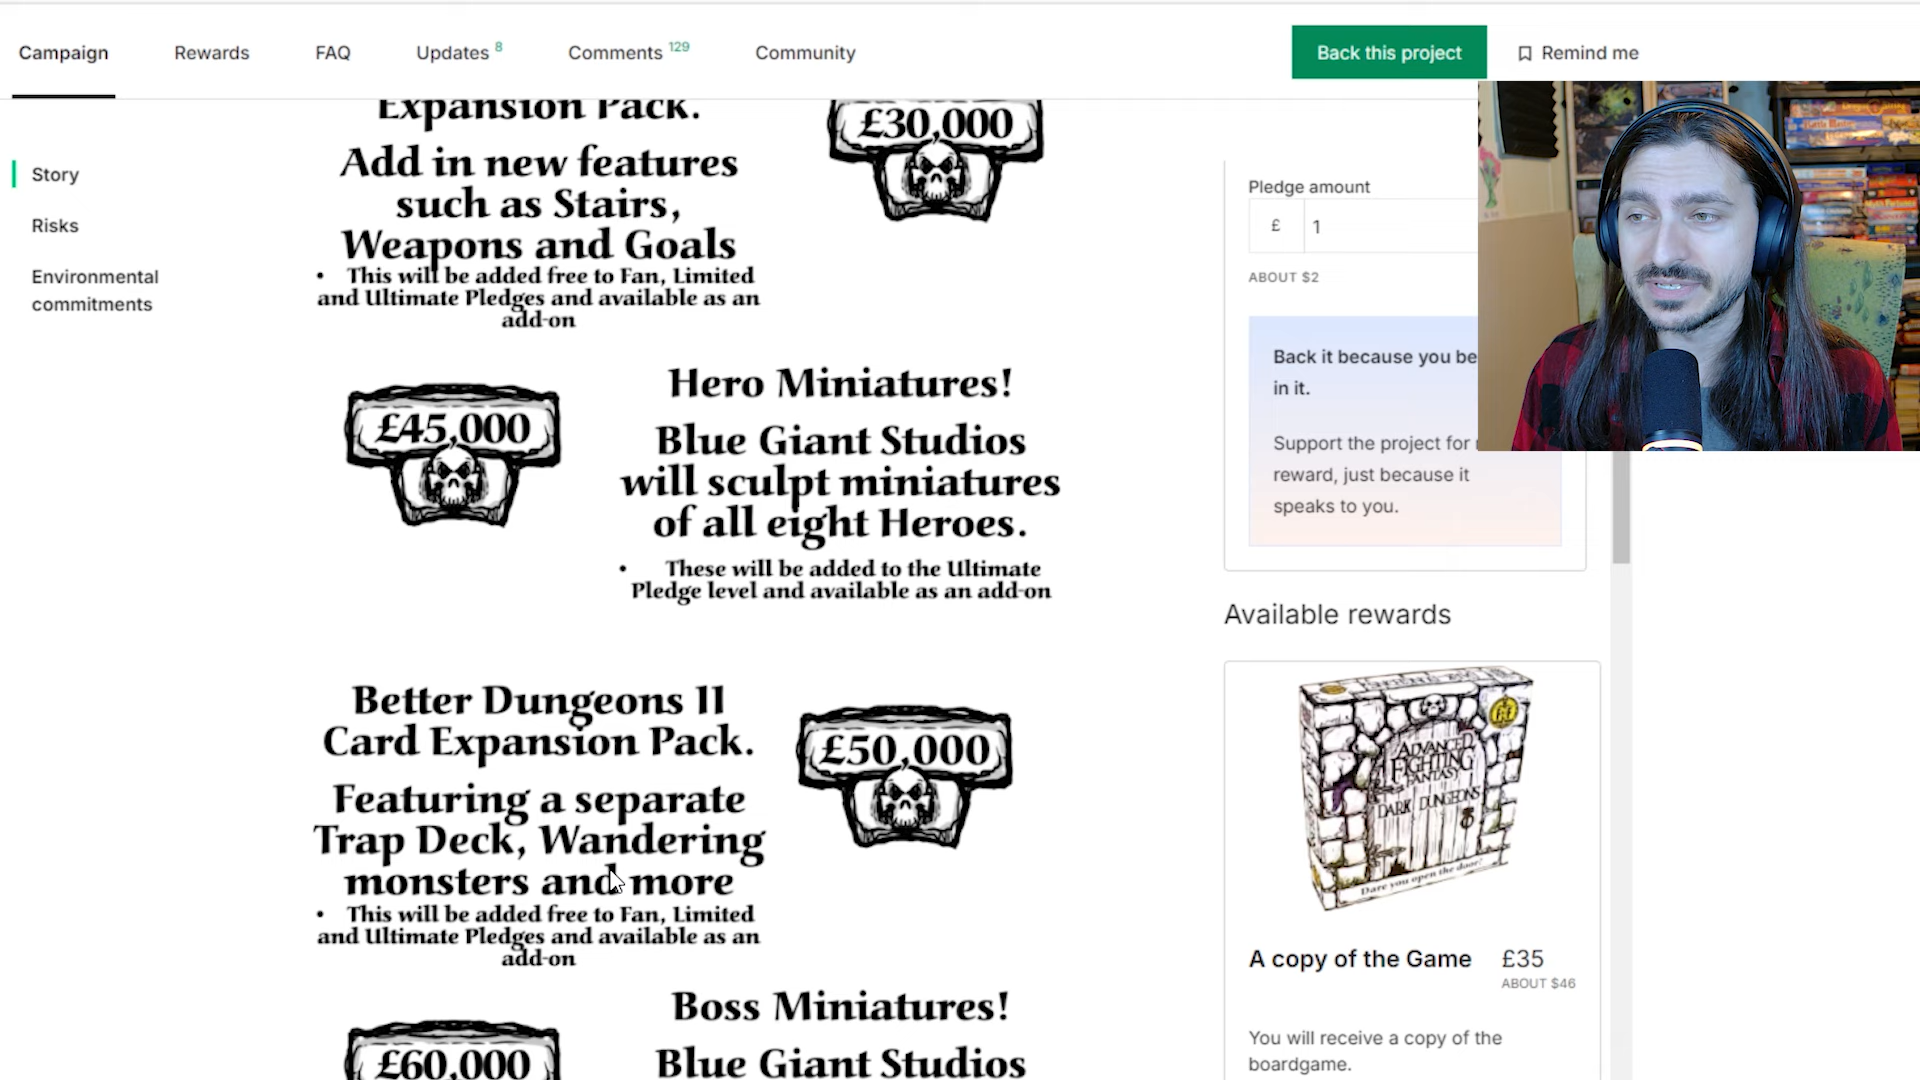 Campaign
Rewards
FAQ
Updates 8
Comments 129
Community
Back this project
Remind me
Story
Risks
Environmental
commitments
Expansion Pack.
Add in new features
such as Stairs,
Weapons and Goals
• This will be added free to Fan, Limited
and Ultimate Pledges and available as an
add-on
£30,000
£45,000
Hero Miniatures!
Blue Giant Studios
will sculpt miniatures
of all eight Heroes.
• These will be added to the Ultimate
Pledge level and available as an add-on
Better Dungeons II
Card Expansion Pack.
Featuring a separate
Trap Deck, Wandering
monsters and more
• This will be added free to Fan, Limited
and Ultimate Pledges and available as an
add-on
£50,000
£60,000
Boss Miniatures!
Blue Giant Studios
Pledge amount
£ 1
ABOUT $2
Back it because you be
in it.
Support the project for
reward, just because it
speaks to you.
Available rewards
ADVANCED
FIGHTING
FANTASY
DARK DUNGEONS
Dare you open the door?
A copy of the Game £35
ABOUT $46
You will receive a copy of the
boardgame.